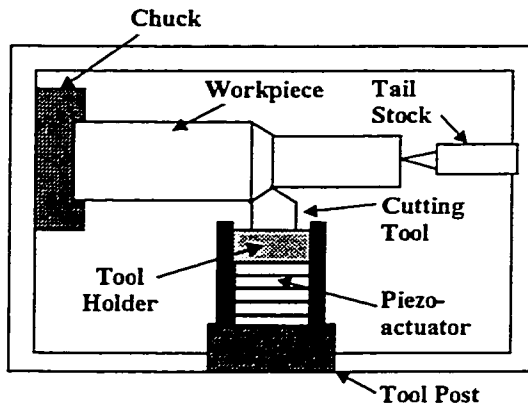 Chuck
Workpiece
Tail
Stock
Cutting
Tool
Tool
Holder
Piezo-
actuator
Tool Post